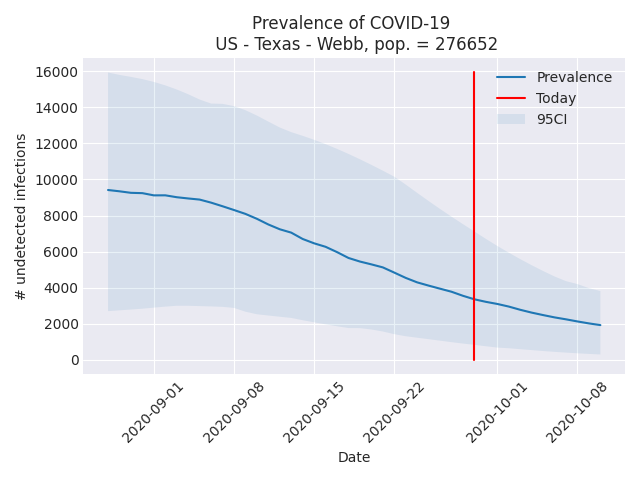 Prevalence of COVID-19
US - Texas - Webb, pop. = 276652
16000
14000
12000
10000
8000
6000
4000
2000
0
# undetected infections
Prevalence
Today
95CI
2020-09-01
2020-09-08
2020-09-15
2020-09-22
2020-10-01
2020-10-08
Date